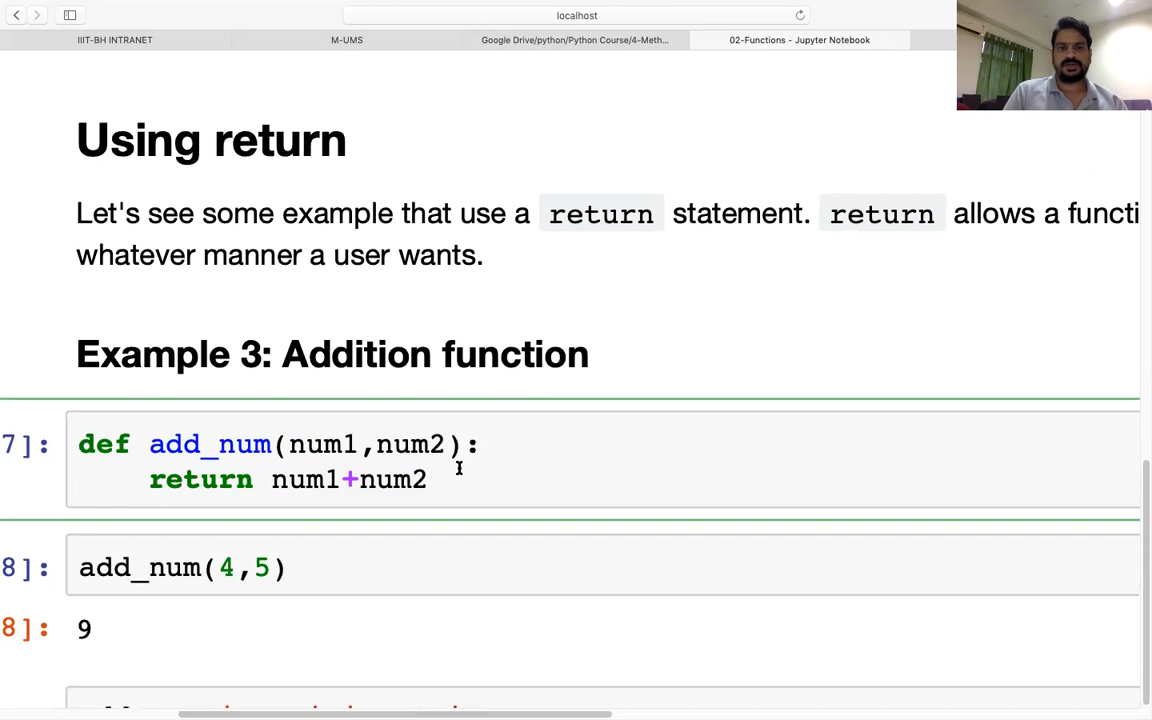 localhost
IIIT-BH INTRANET
M-UMS
Google Drive/python/Python Course/4-Meth...
02-Functions - Jupyter Notebook
Using return
Let's see some example that use a return statement. return allows a functi
whatever manner a user wants.
Example 3: Addition function
7]: def add_num(num1,num2):
return num1+num2
8]: add_num(4,5)
8]: 9